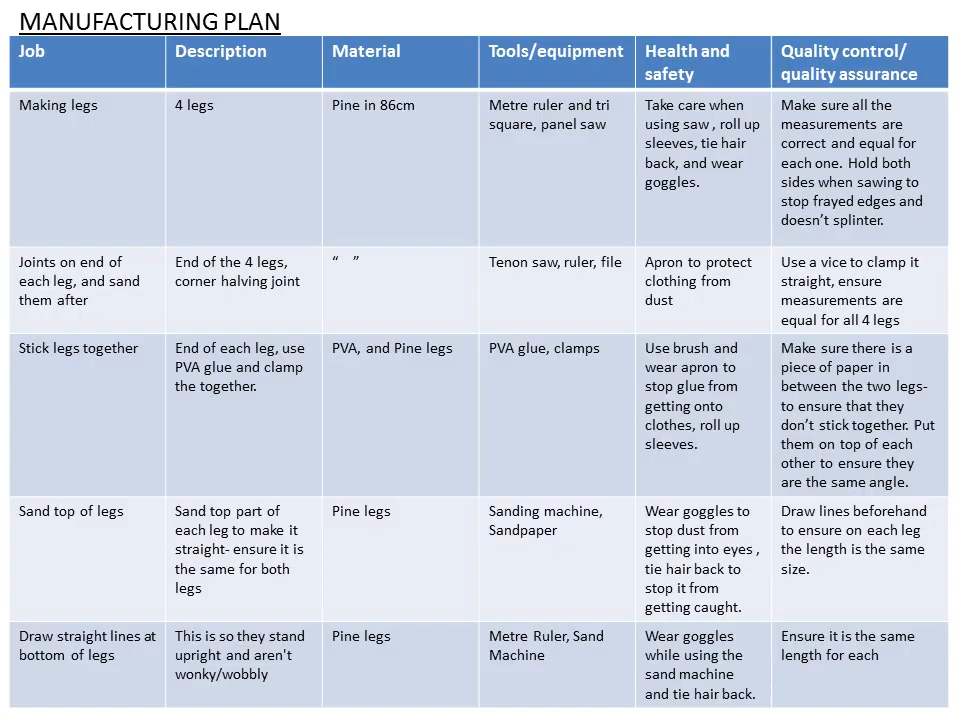 MANUFACTURING PLAN
Job
Description
Material
Tools/equipment
Health and
safety
Quality control/
quality assurance
Making legs
4 legs
Pine in 86cm
Metre ruler and tri
square, panel saw
Take care when
using saw , roll up
sleeves, tie hair
back, and wear
goggles.
Make sure all the
measurements are
correct and equal for
each one. Hold both
sides when sawing to
stop frayed edges and
doesn’t splinter.
Joints on end of
each leg, and sand
them after
End of the 4 legs,
corner halving joint
“ ”
Tenon saw, ruler, file
Apron to protect
clothing from
dust
Use a vice to clamp it
straight, ensure
measurements are
equal for all 4 legs
Stick legs together
End of each leg, use
PVA glue and clamp
the together.
PVA, and Pine legs
PVA glue, clamps
Use brush and
wear apron to
stop glue from
getting onto
clothes, roll up
sleeves.
Make sure there is a
piece of paper in
between the two legs-
to ensure that they
don’t stick together. Put
them on top of each
other to ensure they
are the same angle.
Sand top of legs
Sand top part of
each leg to make it
straight- ensure it is
the same for both
legs
Pine legs
Sanding machine,
Sandpaper
Wear goggles to
stop dust from
getting into eyes ,
tie hair back to
stop it from
getting caught.
Draw lines beforehand
to ensure on each leg
the length is the same
size.
Draw straight lines at
bottom of legs
This is so they stand
upright and aren't
wonky/wobbly
Pine legs
Metre Ruler, Sand
Machine
Wear goggles
while using the
sand machine
and tie hair back.
Ensure it is the same
length for each